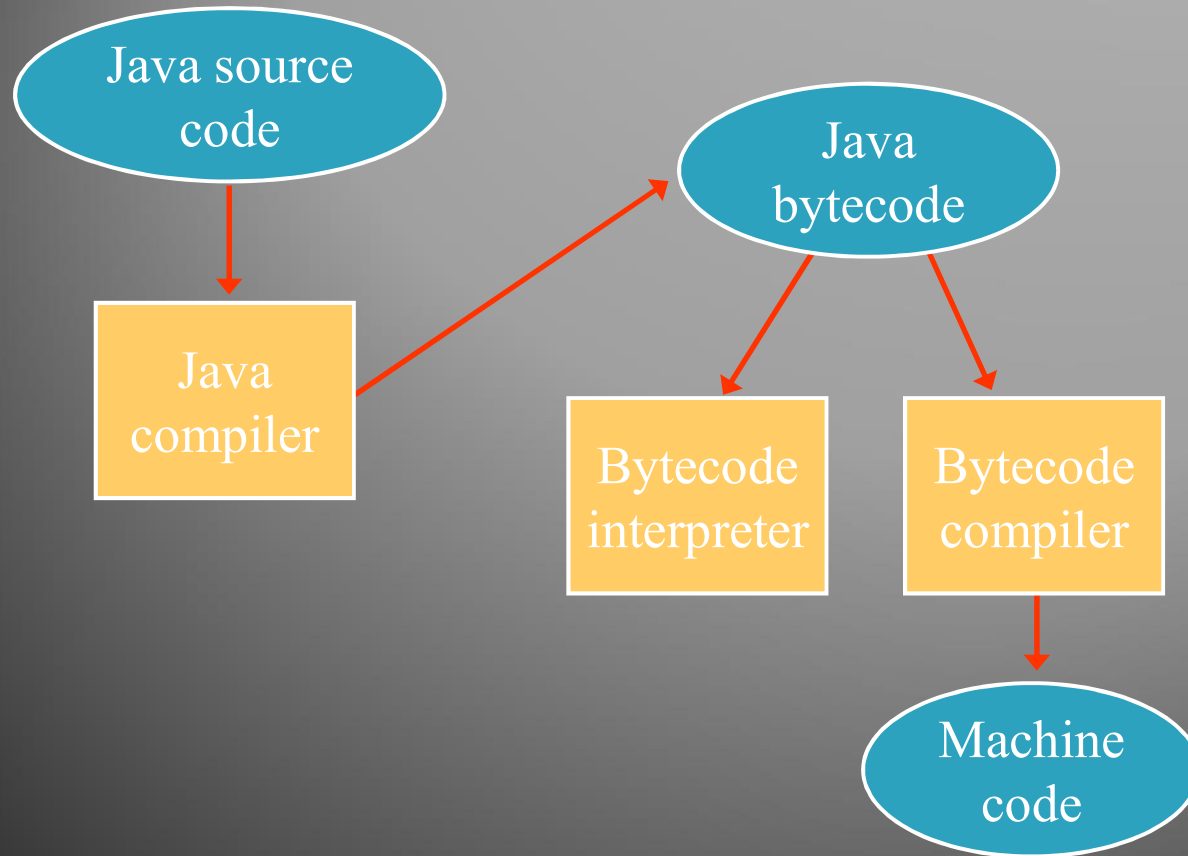 Java source
code
Java
bytecode
Java
compiler
Bytecode
interpreter
Bytecode
compiler
Machine
code